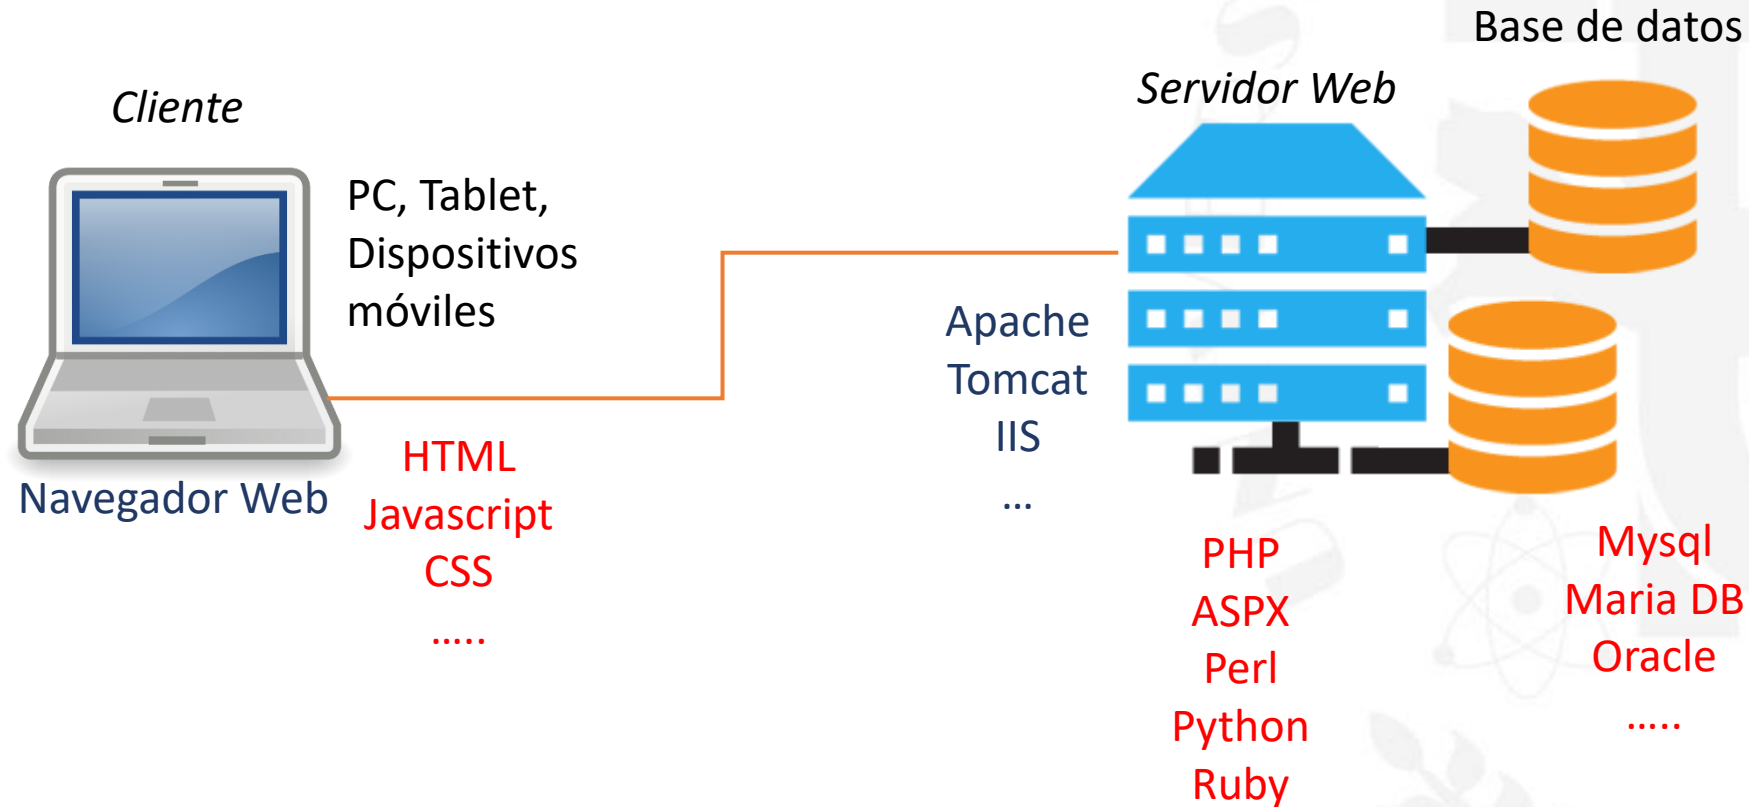 Base de datos
Cliente
Servidor Web
PC, Tablet,
Dispositivos
móviles
Navegador Web
HTML
Javascript
CSS
.....
Apache
Tomcat
IIS
...
PHP
ASPX
Perl
Python
Ruby
Mysql
Maria DB
Oracle
.....